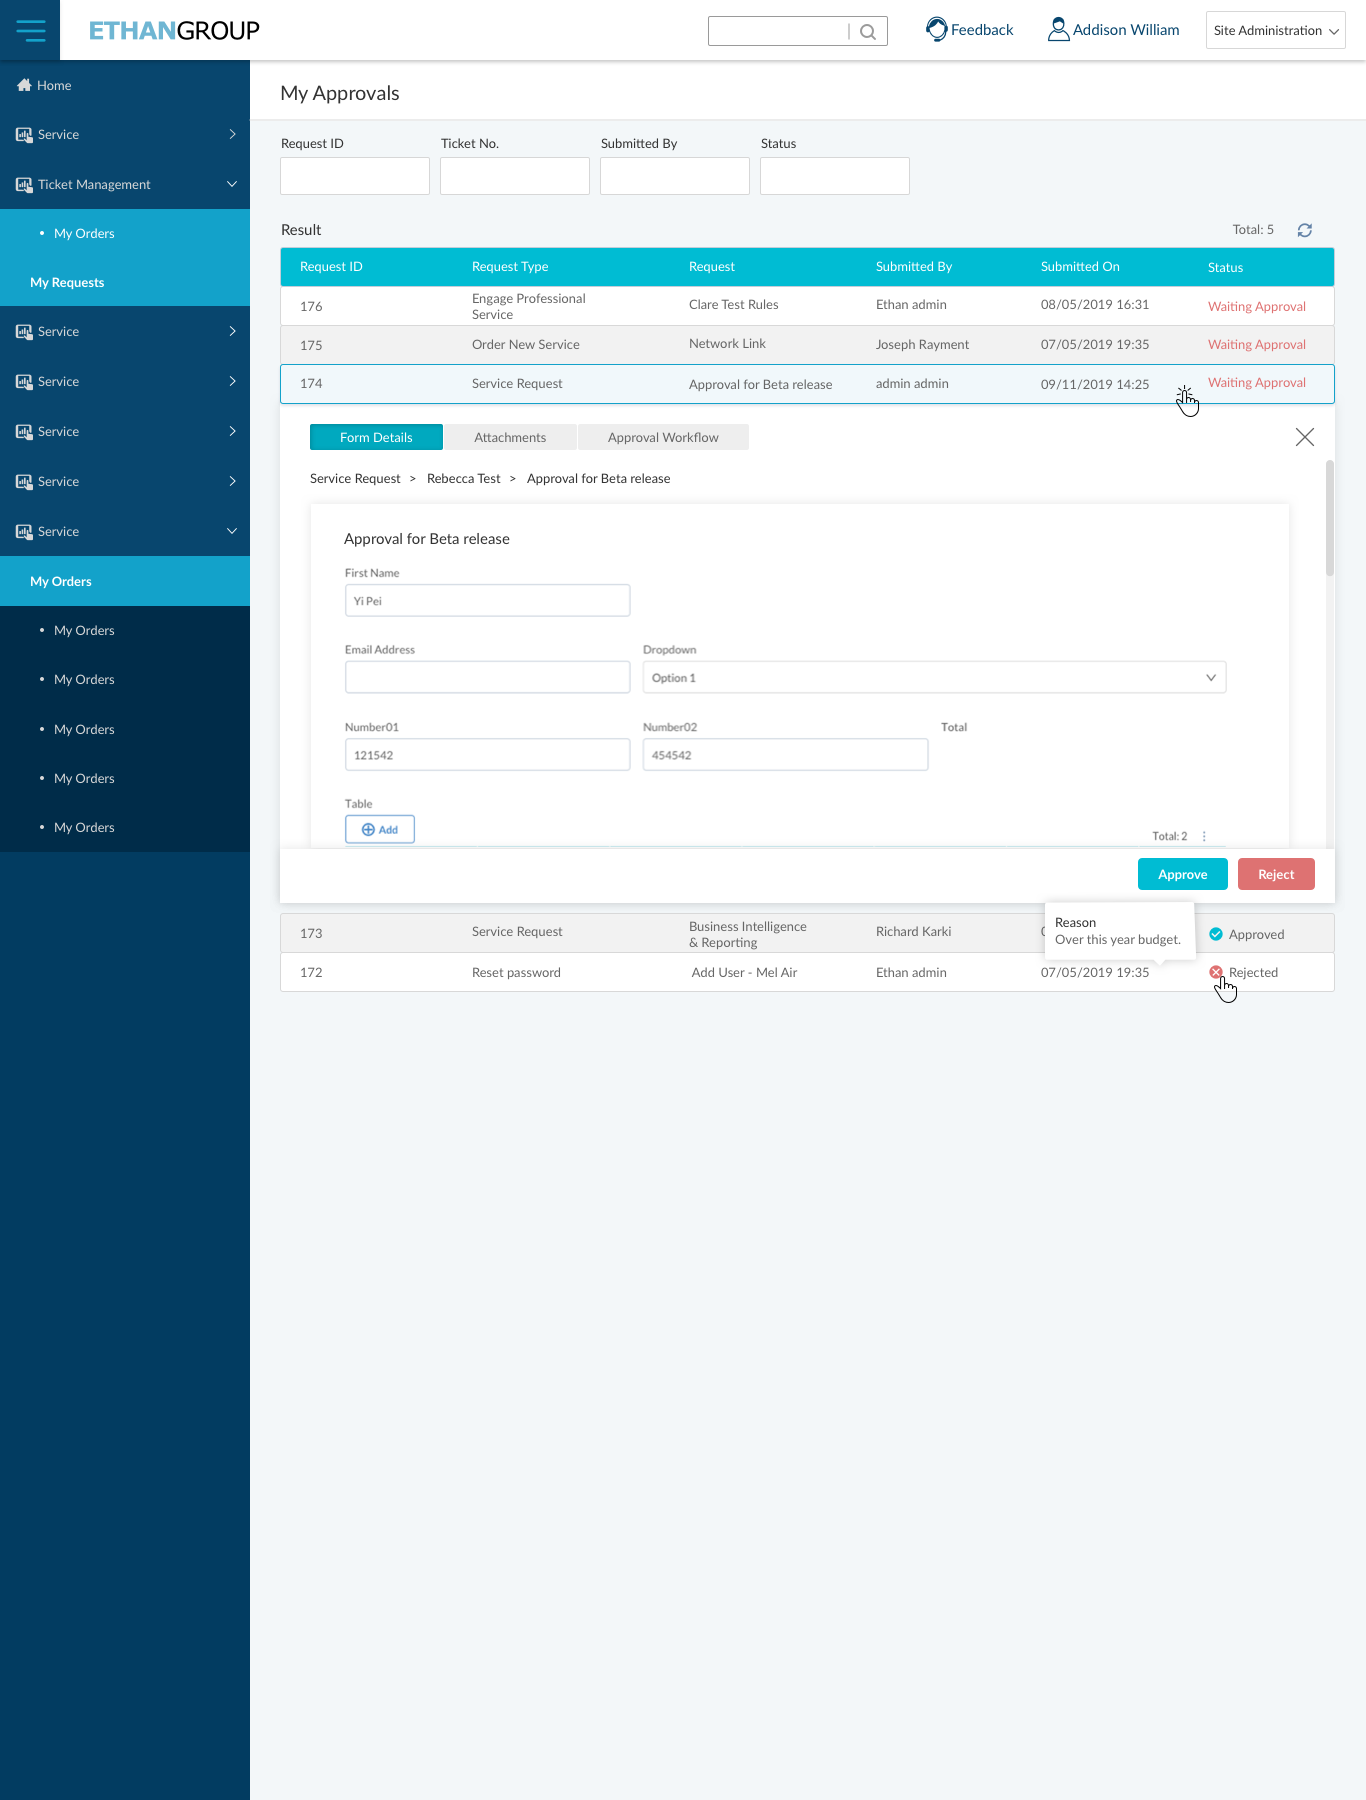 ETHANGROUP
Feedback
Addison William
Site Administration
Home
Service
Ticket Management
My Orders
My Requests
Service
Service
Service
Service
Service
My Orders
My Orders
My Orders
My Orders
My Orders
My Orders
My Approvals
Request ID Ticket No. Submitted By Status
Result Total: 5
Request ID Request Type Request Submitted By Submitted On Status
176 Engage Professional Service Clare Test Rules Ethan admin 08/05/2019 16:31 Waiting Approval
175 Order New Service Network Link Joseph Rayment 07/05/2019 19:35 Waiting Approval
174 Service Request Approval for Beta release admin admin 09/11/2019 14:25 Waiting Approval
Form Details Attachments Approval Workflow
Service Request > Rebecca Test > Approval for Beta release
Approval for Beta release
First Name
Yi Pei
Email Address Dropdown
Option 1
Number01 Number02 Total
121542 454542
Table
Add Total: 2
Approve Reject
173 Service Request Business Intelligence & Reporting Richard Karki Approved
Reason
Over this year budget.
172 Reset password Add User - Mel Air Ethan admin 07/05/2019 19:35 Rejected